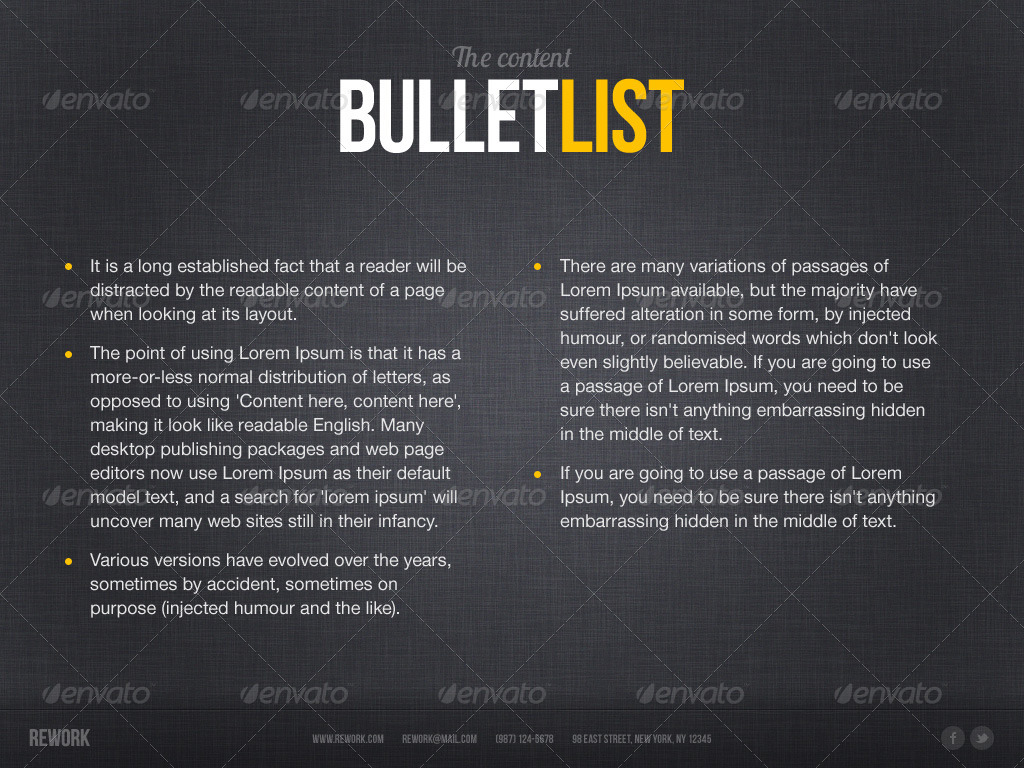 The content
BULLETLIST
It is a long established fact that a reader will be
distracted by the readable content of a page
when looking at its layout.
The point of using Lorem Ipsum is that it has a
more-or-less normal distribution of letters, as
opposed to using 'Content here, content here',
making it look like readable English. Many
desktop publishing packages and web page
editors now use Lorem Ipsum as their default
model text, and a search for 'lorem ipsum' will
uncover many web sites still in their infancy.
Various versions have evolved over the years,
sometimes by accident, sometimes on
purpose (injected humour and the like).
There are many variations of passages of
Lorem Ipsum available, but the majority have
suffered alteration in some form, by injected
humour, or randomised words which don't look
even slightly believable. If you are going to use
a passage of Lorem Ipsum, you need to be
sure there isn't anything embarrassing hidden
in the middle of text.
If you are going to use a passage of Lorem
Ipsum, you need to be sure there isn't anything
embarrassing hidden in the middle of text.
envato envato envato envato envato
envato envato envato envato envato
envato envato envato envato envato
envato envato envato envato envato
REWORK
WWW.REWORK.COM REWORK@MAIL.COM (987) 124-5678 98 EAST STREET, NEW YORK, NY 12345